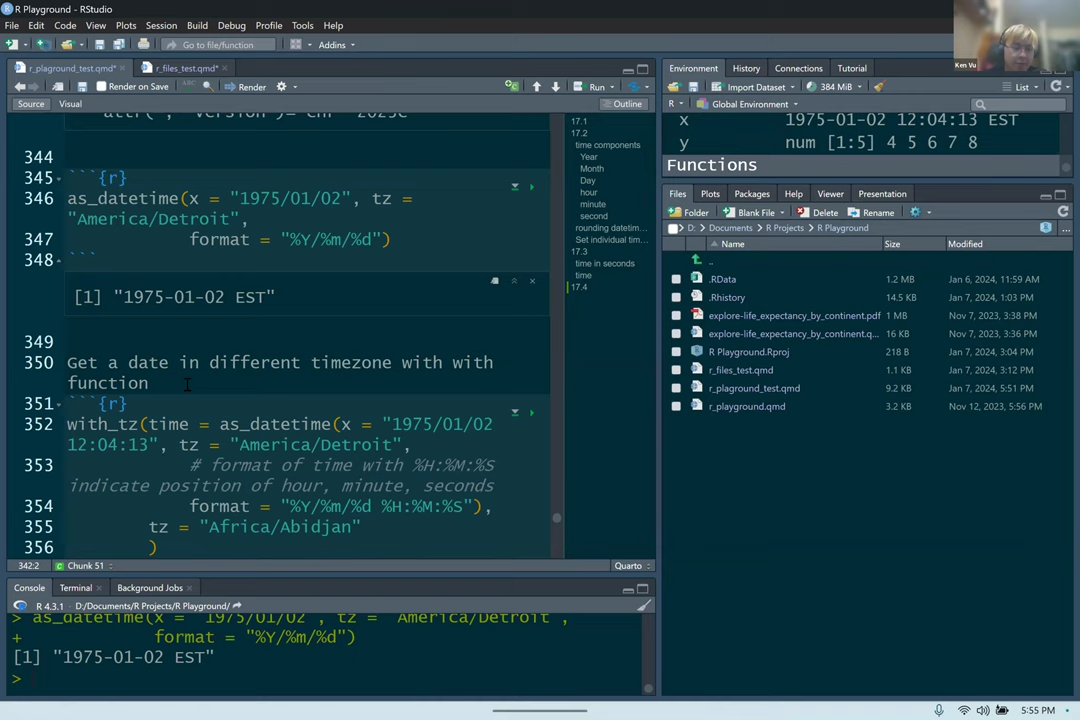 R Playground - RStudio
File Edit Code View Plots Session Build Debug Profile Tools Help
Go to file/function Addins
r_plaground_test.qmd* r_files_test.qmd*
Render on Save ABC Render Run
Source Visual Outline
344
345 ```{r}
346 as_datetime(x = "1975/01/02", tz =
"America/Detroit",
347 format = "%Y/%m/%d")
348 ```
[1] "1975-01-02 EST"
349
350 Get a date in different timezone with with
function
351 ```{r}
352 with_tz(time = as_datetime(x = "1975/01/02
12:04:13", tz = "America/Detroit",
353 # format of time with %H:%M:%S
indicate position of hour, minute, seconds
354 format = "%Y/%m/%d %H:%M:%S"),
355 tz = "Africa/Abidjan"
356 )
17.1
17.2
time components
Year
Month
Day
hour
minute
second
rounding datetim...
Set individual tim...
17.3
time in seconds
time
17.4
342:2 Chunk 51 Quarto
Console Terminal Background Jobs
R 4.3.1 · D:/Documents/R Projects/R Playground/
> as_datetime(x = "1975/01/02", tz = "America/Detroit",
+ format = "%Y/%m/%d")
[1] "1975-01-02 EST"
>
Ken Vu
Environment History Connections Tutorial
Import Dataset 384 MiB List
R Global Environment
x 1975-01-02 12:04:13 EST
y num [1:5] 4 5 6 7 8
Functions
Files Plots Packages Help Viewer Presentation
Folder Blank File Delete Rename
D: Documents R Projects R Playground
Name Size Modified
..
.RData 1.2 MB Jan 6, 2024, 11:59 AM
.Rhistory 14.5 KB Jan 7, 2024, 1:03 PM
explore-life_expectancy_by_continent.pdf 1 MB Nov 7, 2023, 3:38 PM
explore-life_expectancy_by_continent.q... 16 KB Nov 7, 2023, 3:36 PM
R Playground.Rproj 218 B Jan 7, 2024, 3:04 PM
r_files_test.qmd 1.1 KB Jan 7, 2024, 3:12 PM
r_plaground_test.qmd 9.2 KB Jan 7, 2024, 5:51 PM
r_playground.qmd 3.2 KB Nov 12, 2023, 5:56 PM
5:55 PM